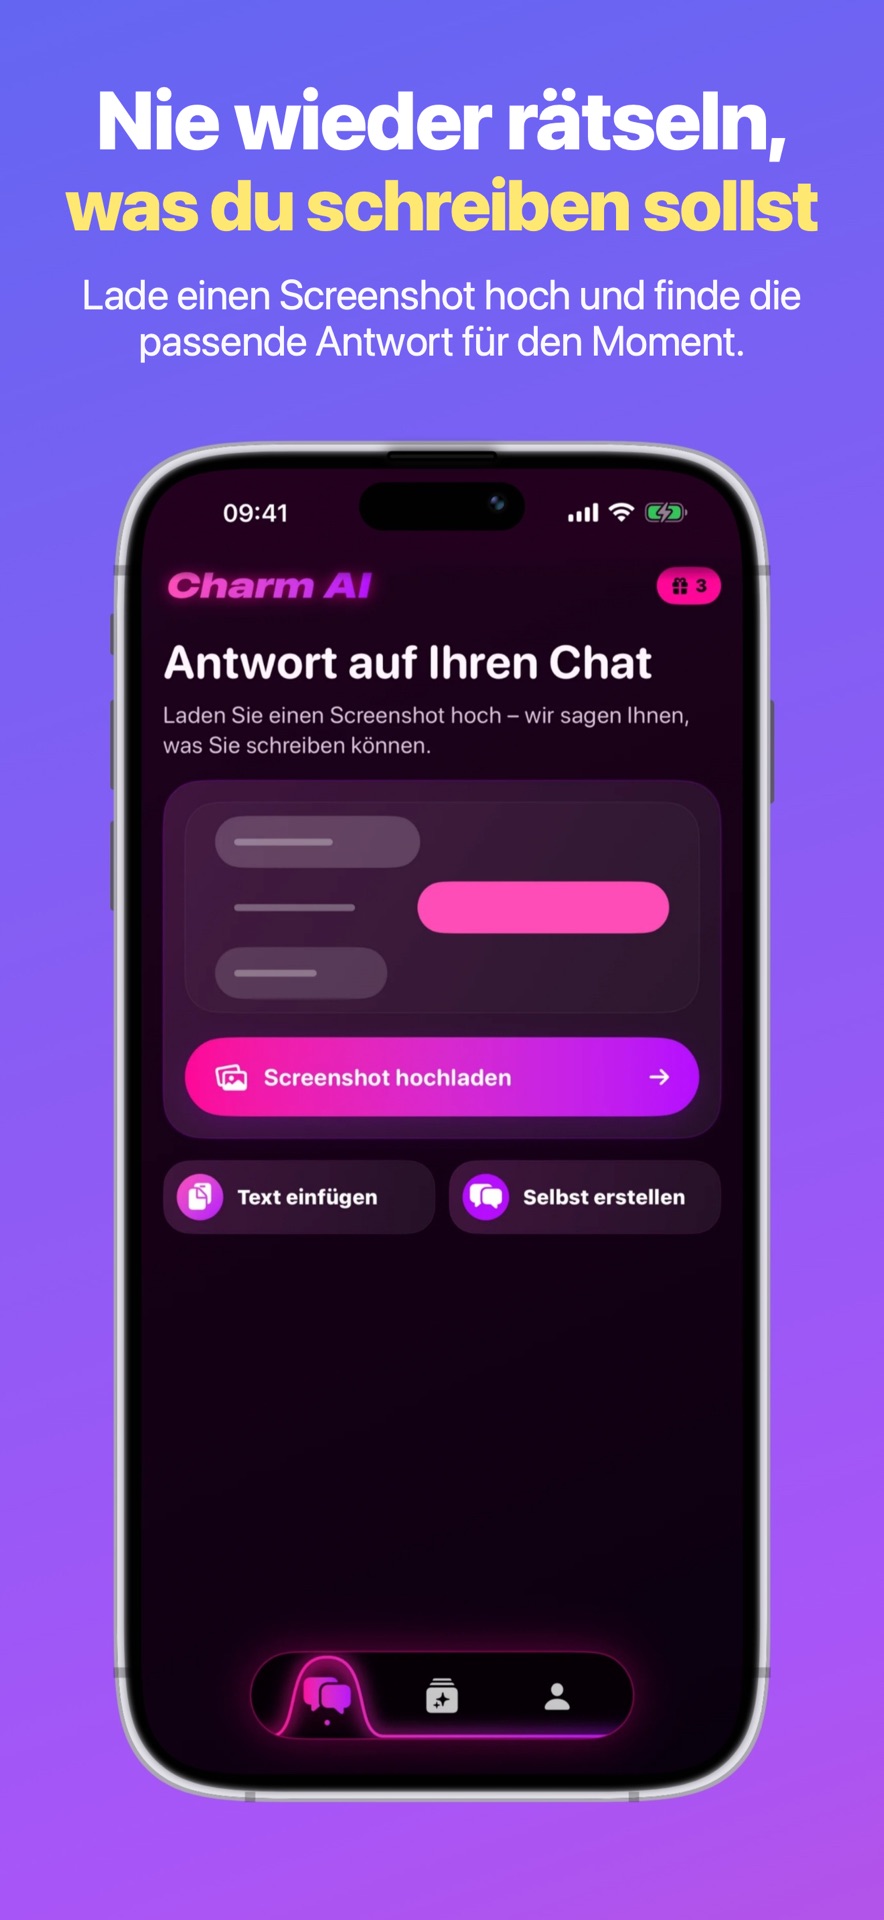 Nie wieder rätseln,
was du schreiben sollst
Lade einen Screenshot hoch und finde die
passende Antwort für den Moment.
09:41
Charm AI
3
Antwort auf Ihren Chat
Laden Sie einen Screenshot hoch – wir sagen Ihnen,
was Sie schreiben können.
Screenshot hochladen
Text einfügen
Selbst erstellen